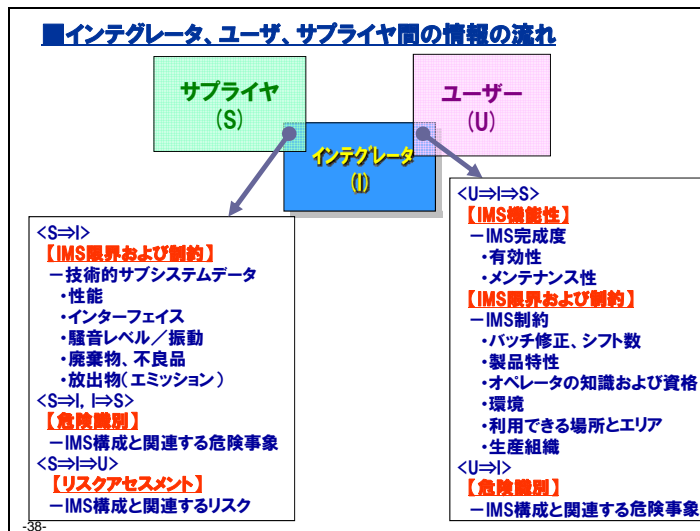 ■インテグレータ、ユーザ、サプライヤ間の情報の流れ
サプライヤ
(S)
ユーザー
(U)
インテグレータ
(I)
<S⇒I>
【IMS限界および制約】
－技術的サブシステムデータ
・性能
・インターフェイス
・騒音レベル／振動
・廃棄物、不良品
・放出物(エミッション)
<S⇒I, I⇒S>
【危険識別】
－IMS構成と関連する危険事象
<S⇒I⇒U>
【リスクアセスメント】
－IMS構成と関連するリスク
<U⇒I⇒S>
【IMS機能性】
－IMS完成度
・有効性
・メンテナンス性
【IMS限界および制約】
－IMS制約
・バッチ修正、シフト数
・製品特性
・オペレータの知識および資格
・環境
・利用できる場所とエリア
・生産組織
<U⇒I>
【危険識別】
－IMS構成と関連する危険事象
-38-